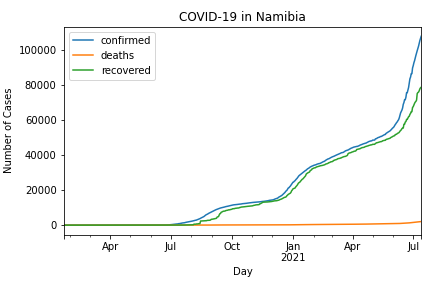 COVID-19 in Namibia
confirmed
deaths
recovered
Number of Cases
100000
80000
60000
40000
20000
0
Apr
Jul
Oct
Jan
2021
Apr
Jul
Day